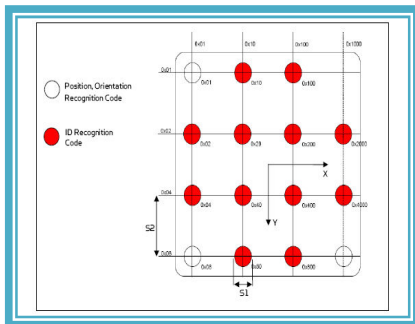 0x01 0x10 0x100 0x1000
0x01
0x01 0x10 0x100
Position, Orientation
Recognition Code
ID Recognition
Code
0x02
0x02 0x20 0x200 0x2000
X
0x04
0x04 0x40 0x400 0x4000
S2
Y
0x08
0x08 0x80 0x800
S1